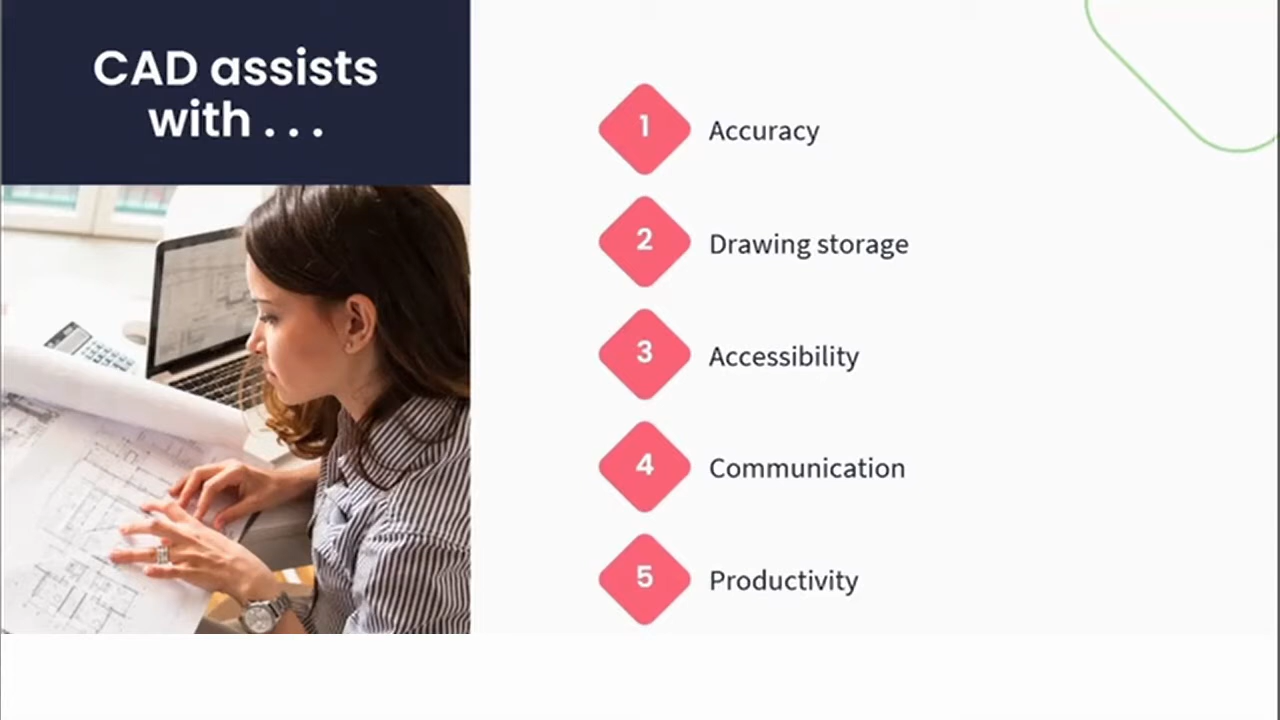 CAD assists
with . . .
1 Accuracy
2 Drawing storage
3 Accessibility
4 Communication
5 Productivity